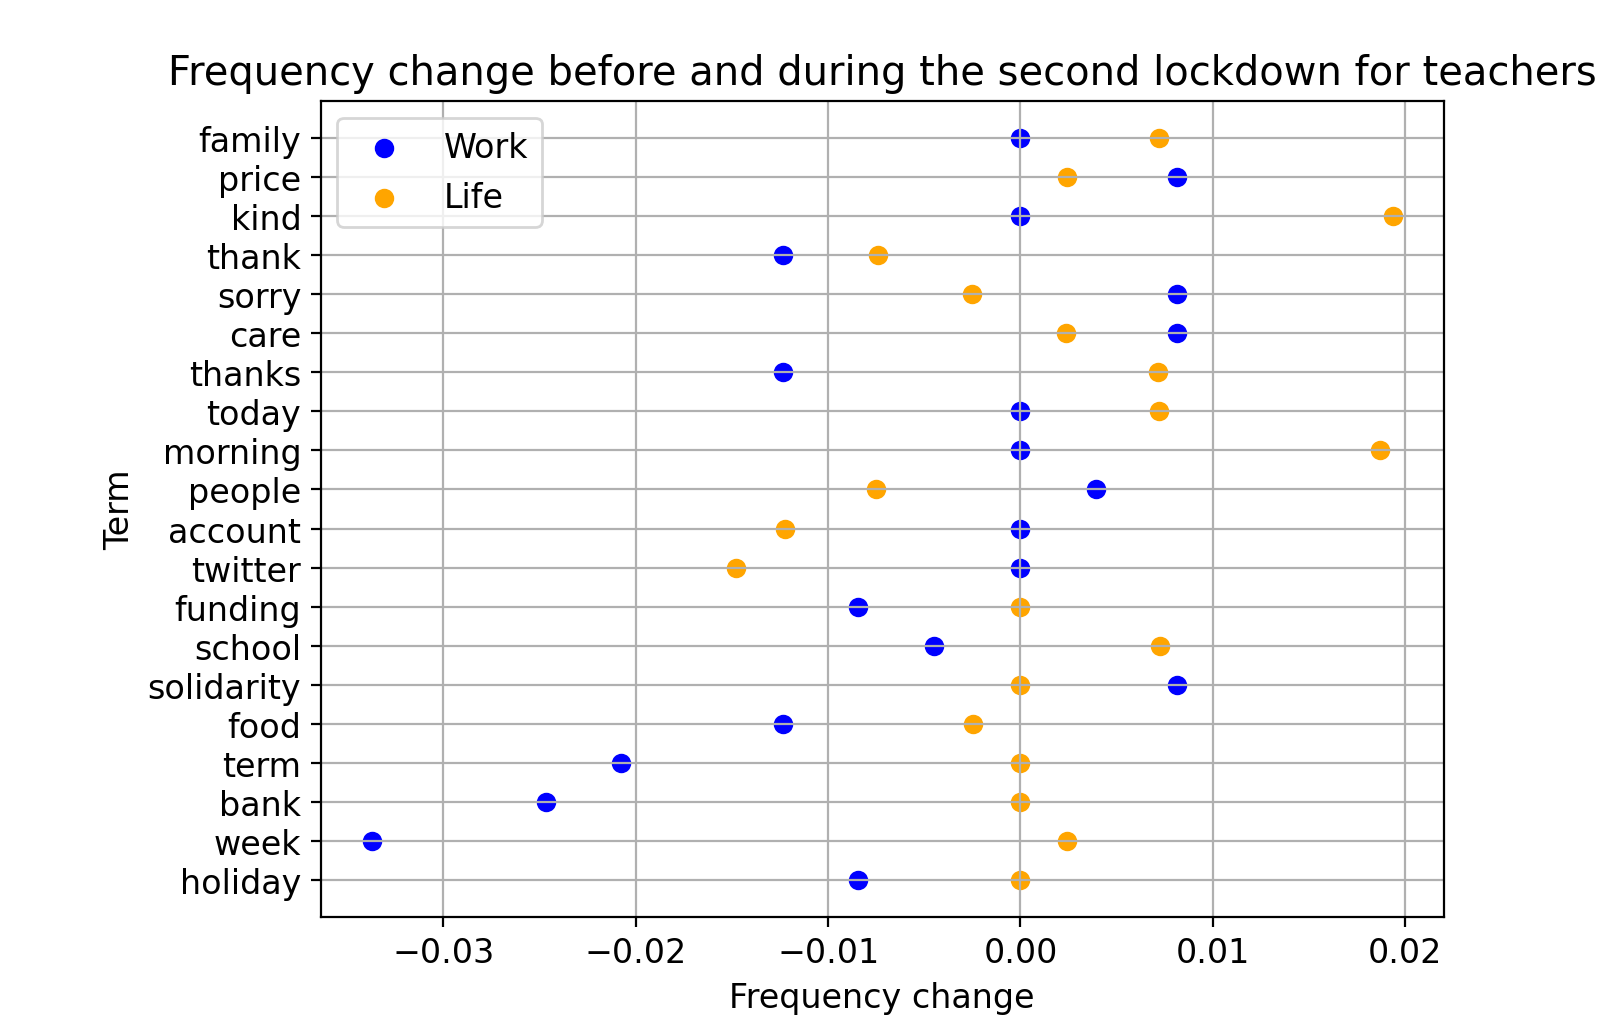 Frequency change before and during the second lockdown for teachers
Work
Life
family
price
kind
thank
sorry
care
thanks
today
morning
people
account
twitter
funding
school
solidarity
food
term
bank
week
holiday
Term
−0.03
−0.02
−0.01
0.00
0.01
0.02
Frequency change